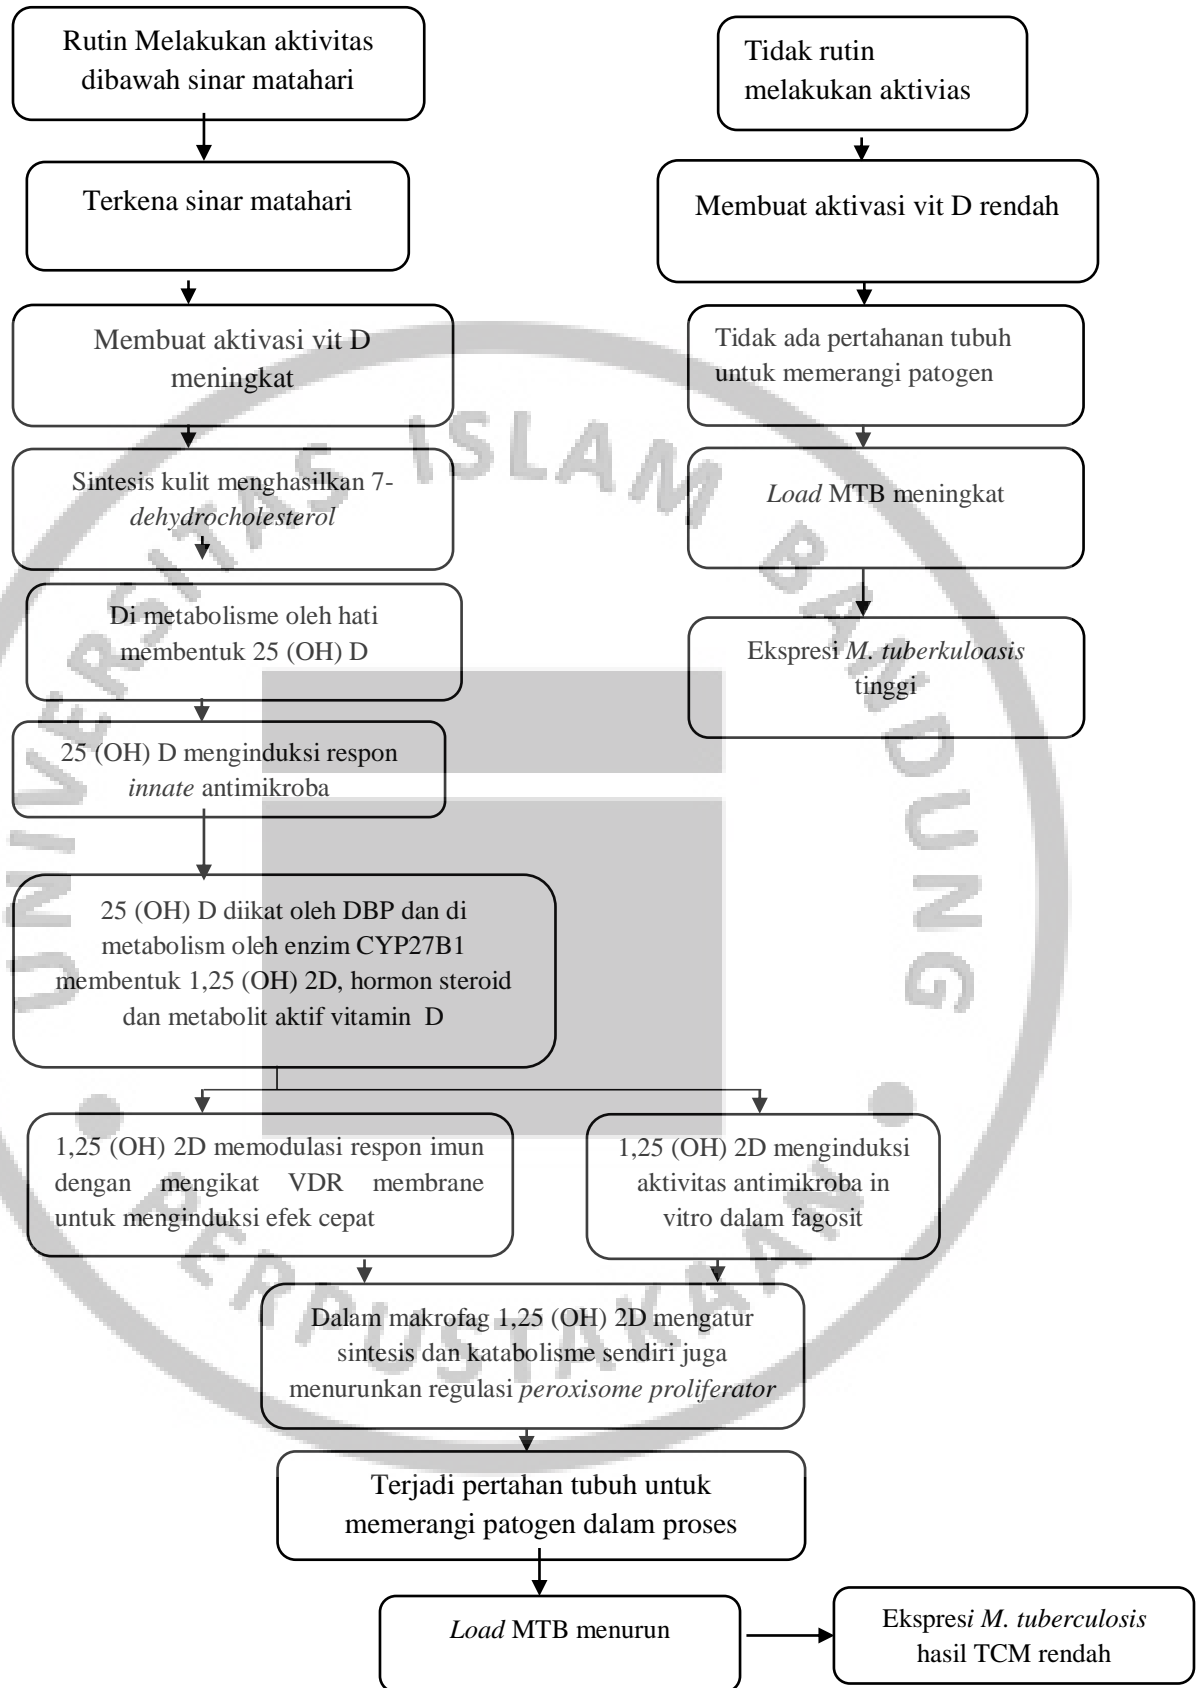 Rutin Melakukan aktivitas
dibawah sinar matahari
Terkena sinar matahari
Membuat aktivasi vit D
meningkat
Sintesis kulit menghasilkan 7-
dehydrocholesterol
Di metabolisme oleh hati
membentuk 25 (OH) D
25 (OH) D menginduksi respon
innate antimikroba
25 (OH) D diikat oleh DBP dan di
metabolism oleh enzim CYP27B1
membentuk 1,25 (OH) 2D, hormon steroid
dan metabolit aktif vitamin D
1,25 (OH) 2D memodulasi respon imun
dengan mengikat VDR membrane
untuk menginduksi efek cepat
1,25 (OH) 2D menginduksi
aktivitas antimikroba in
vitro dalam fagosit
Dalam makrofag 1,25 (OH) 2D mengatur
sintesis dan katabolisme sendiri juga
menurunkan regulasi peroxisome proliferator
Terjadi pertahan tubuh untuk
memerangi patogen dalam proses
Load MTB menurun
Ekspresi M. tuberculosis
hasil TCM rendah
Tidak rutin
melakukan aktivias
Membuat aktivasi vit D rendah
Tidak ada pertahanan tubuh
untuk memerangi patogen
Load MTB meningkat
Ekspresi M. tuberkuloasis
tinggi
UNIVERSITAS ISLAM BANDUNG
PERPUSTAKAAN